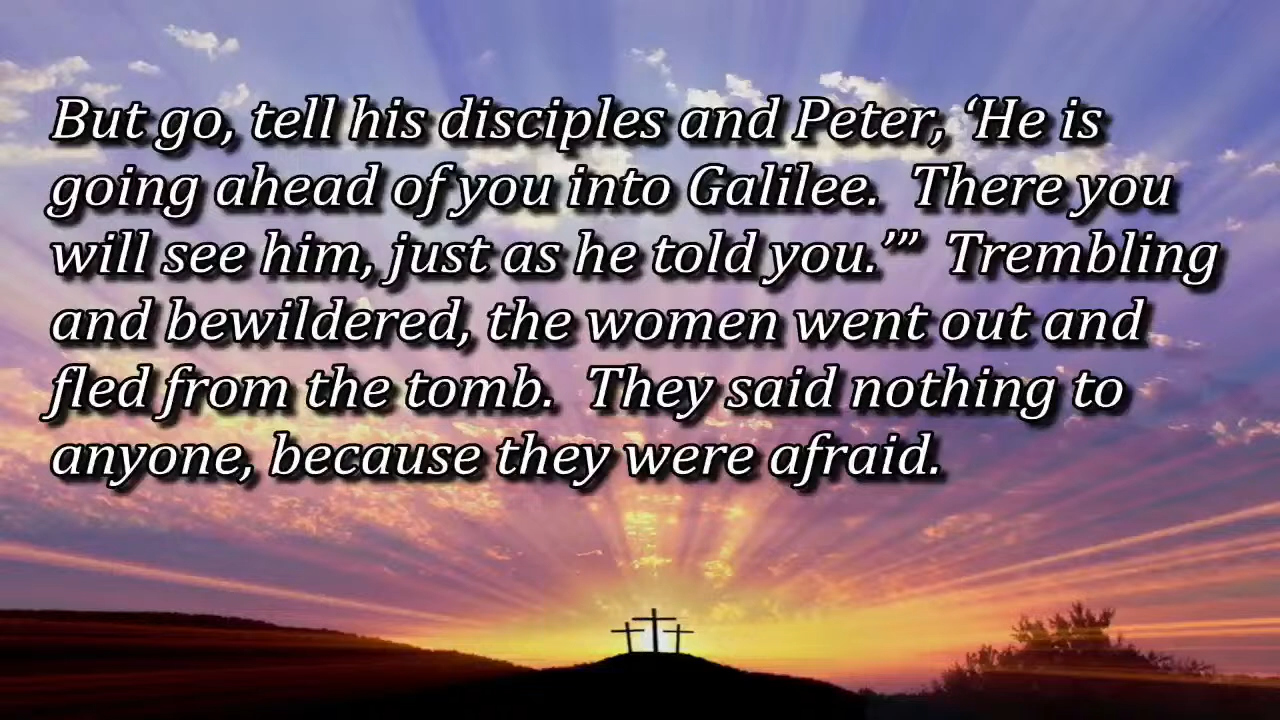 But go, tell his disciples and Peter, ‘He is
going ahead of you into Galilee.  There you
will see him, just as he told you.’”  Trembling
and bewildered, the women went out and
fled from the tomb.  They said nothing to
anyone, because they were afraid.